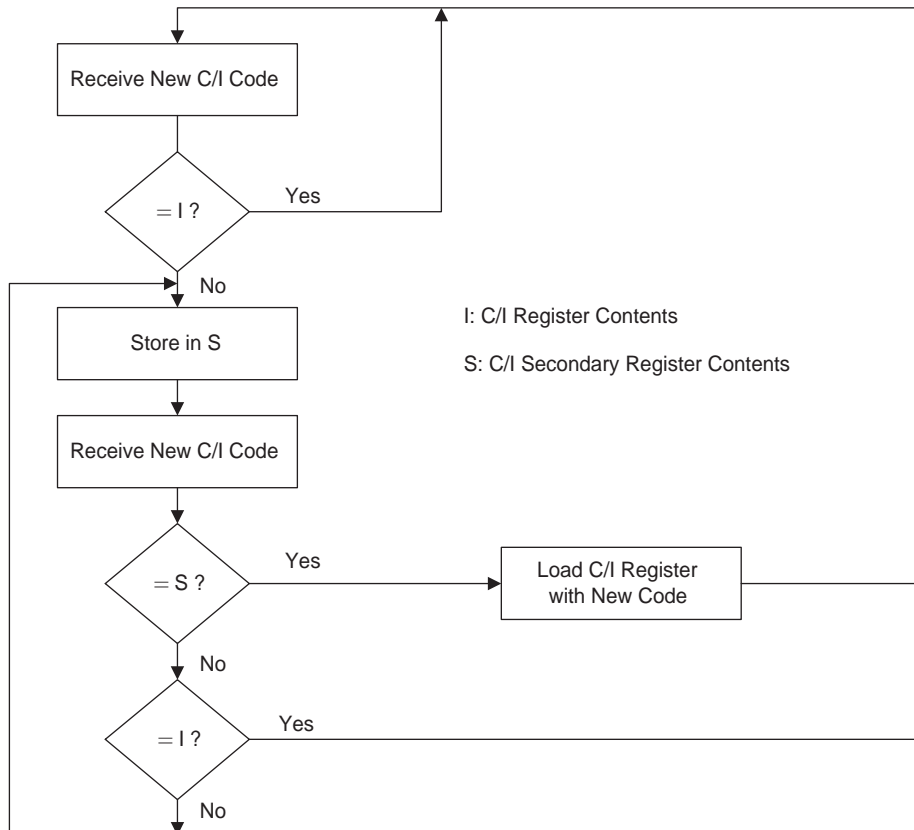 Receive New C/I Code
Yes
= I ?
No
Store in S
I: C/I Register Contents
S: C/I Secondary Register Contents
Receive New C/I Code
Yes
= S ?
Load C/I Register
with New Code
No
Yes
= I ?
No